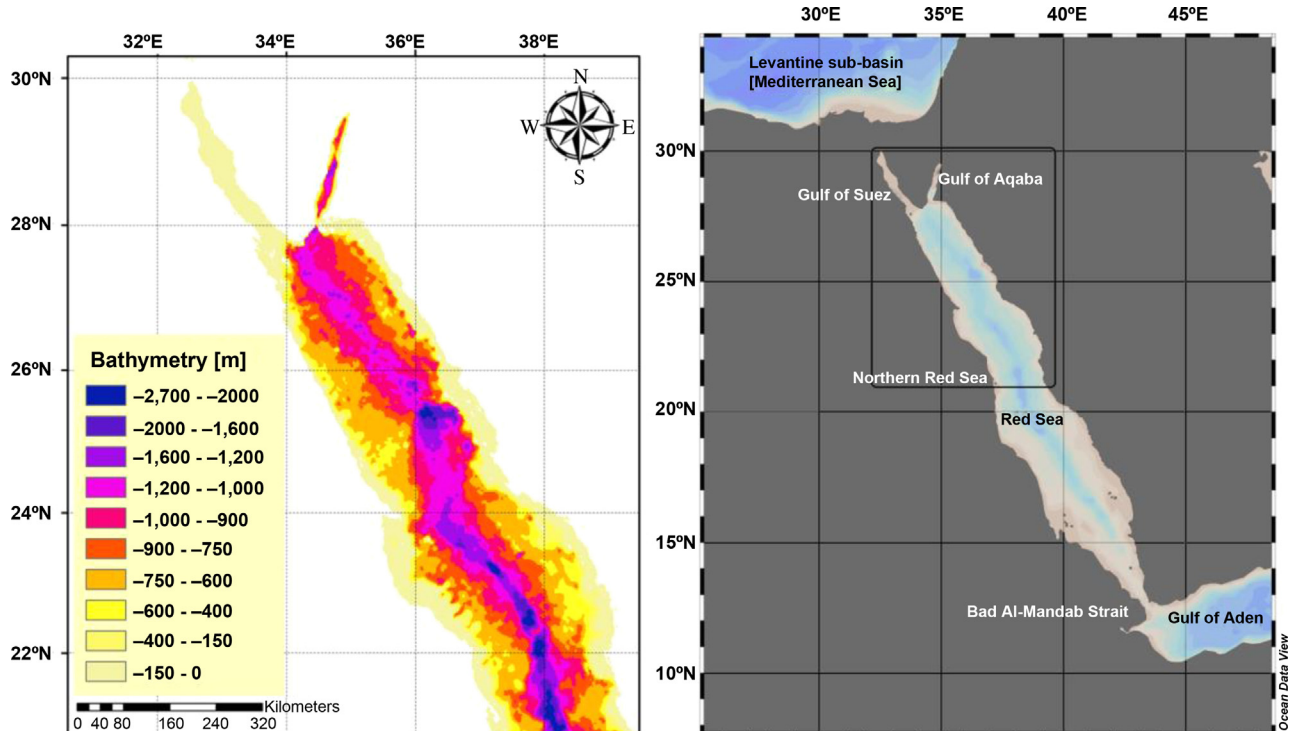 32ºE 34ºE 36ºE 38ºE
30ºN
28ºN
26ºN
24ºN
22ºN
N
W E
S
Bathymetry [m]
–2,700 - –2000
–2000 - –1,600
–1,600 - –1,200
–1,200 - –1,000
–1,000 - –900
–900 - –750
–750 - –600
–600 - –400
–400 - –150
–150 - 0
Kilometers
0 40 80 160 240 320
30ºE 35ºE 40ºE 45ºE
30ºN
25ºN
20ºN
15ºN
10ºN
Levantine sub-basin
[Mediterranean Sea]
Gulf of Aqaba
Gulf of Suez
Northern Red Sea
Red Sea
Bad Al-Mandab Strait
Gulf of Aden
Ocean Data View